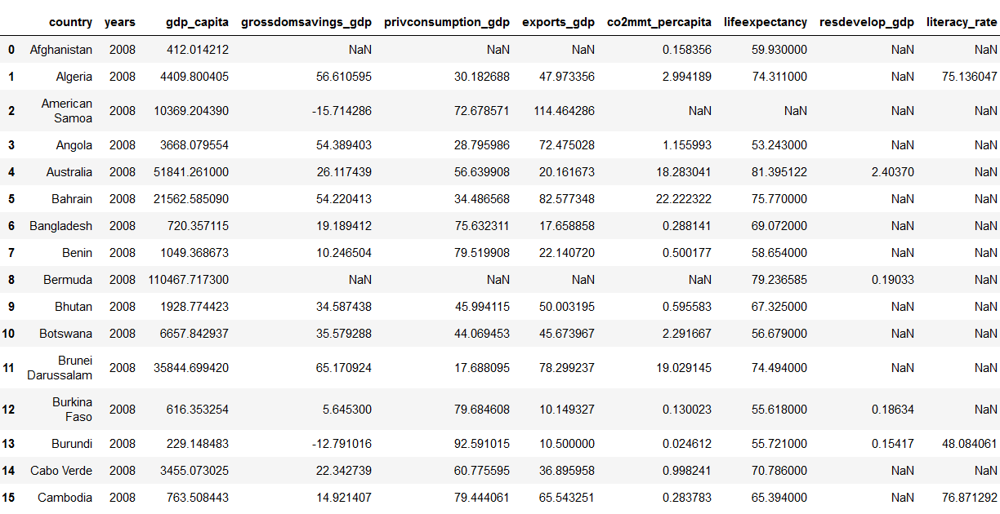 country years gdp_capita grossdomsavings_gdp privconsumption_gdp exports_gdp co2mmt_percapita lifeexpectancy resdevelop_gdp literacy_rate
0 Afghanistan 2008 412.014212 NaN NaN NaN 0.158356 59.930000 NaN NaN
1 Algeria 2008 4409.800405 56.610595 30.182688 47.973356 2.994189 74.311000 NaN 75.136047
2 American Samoa 2008 10369.204390 -15.714286 72.678571 114.464286 NaN NaN NaN NaN
3 Angola 2008 3668.079554 54.389403 28.795986 72.475028 1.155993 53.243000 NaN NaN
4 Australia 2008 51841.261000 26.117439 56.639908 20.161673 18.283041 81.395122 2.40370 NaN
5 Bahrain 2008 21562.585090 54.220413 34.486568 82.577348 22.222322 75.770000 NaN NaN
6 Bangladesh 2008 720.357115 19.189412 75.632311 17.658858 0.288141 69.072000 NaN NaN
7 Benin 2008 1049.368673 10.246504 79.519908 22.140720 0.500177 58.654000 NaN NaN
8 Bermuda 2008 110467.717300 NaN NaN NaN NaN 79.236585 0.19033 NaN
9 Bhutan 2008 1928.774423 34.587438 45.994115 50.003195 0.595583 67.325000 NaN NaN
10 Botswana 2008 6657.842937 35.579288 44.069453 45.673967 2.291667 56.679000 NaN NaN
11 Brunei Darussalam 2008 35844.699420 65.170924 17.688095 78.299237 19.029145 74.494000 NaN NaN
12 Burkina Faso 2008 616.353254 5.645300 79.684608 10.149327 0.130023 55.618000 0.18634 NaN
13 Burundi 2008 229.148483 -12.791016 92.591015 10.500000 0.024612 55.721000 0.15417 48.084061
14 Cabo Verde 2008 3455.073025 22.342739 60.775595 36.895958 0.998241 70.786000 NaN NaN
15 Cambodia 2008 763.508443 14.921407 79.444061 65.543251 0.283783 65.394000 NaN 76.871292